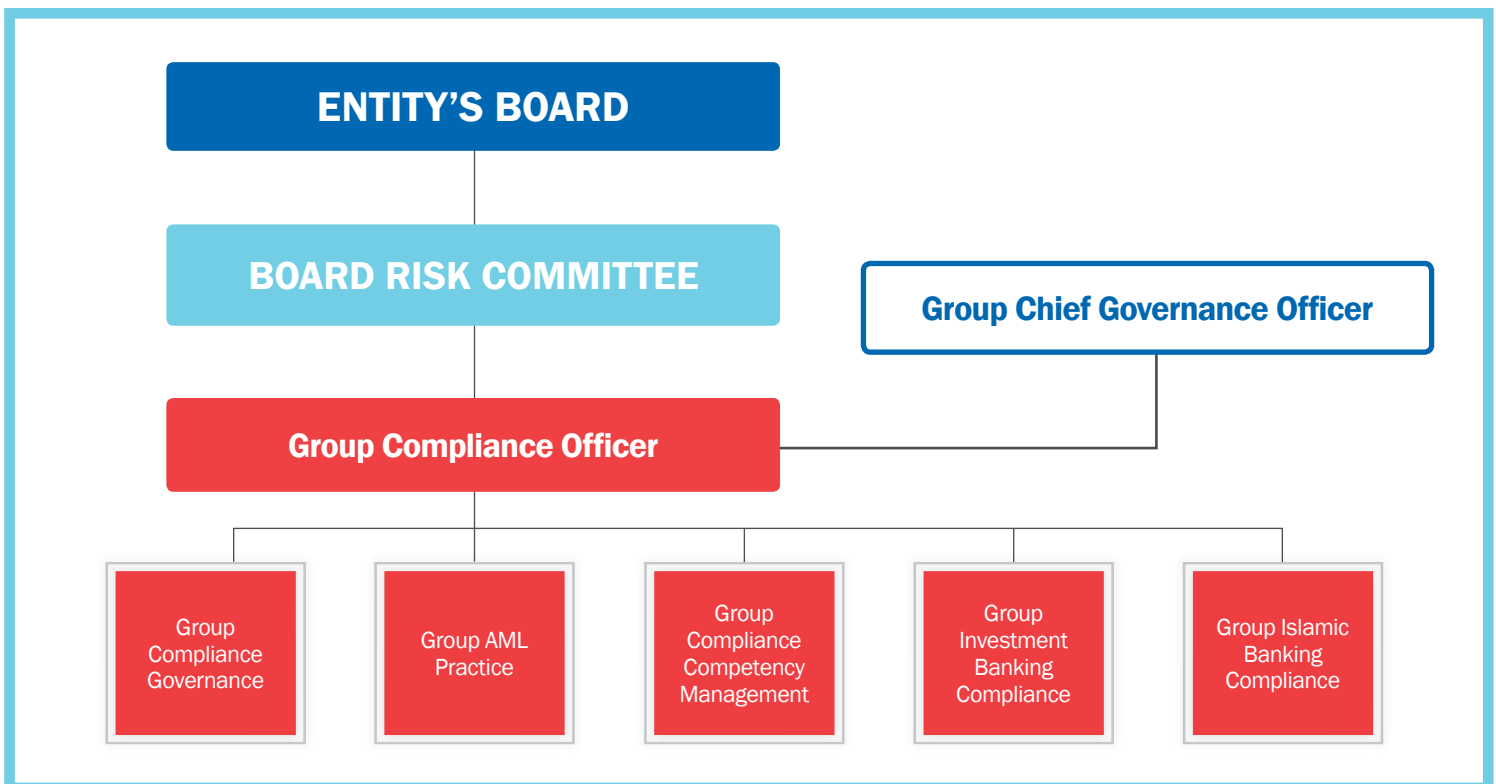 ENTITY’S BOARD
BOARD RISK COMMITTEE
Group Chief Governance Officer
Group Compliance Officer
Group
Compliance
Governance
Group AML
Practice
Group
Compliance
Competency
Management
Group
Investment
Banking
Compliance
Group Islamic
Banking
Compliance